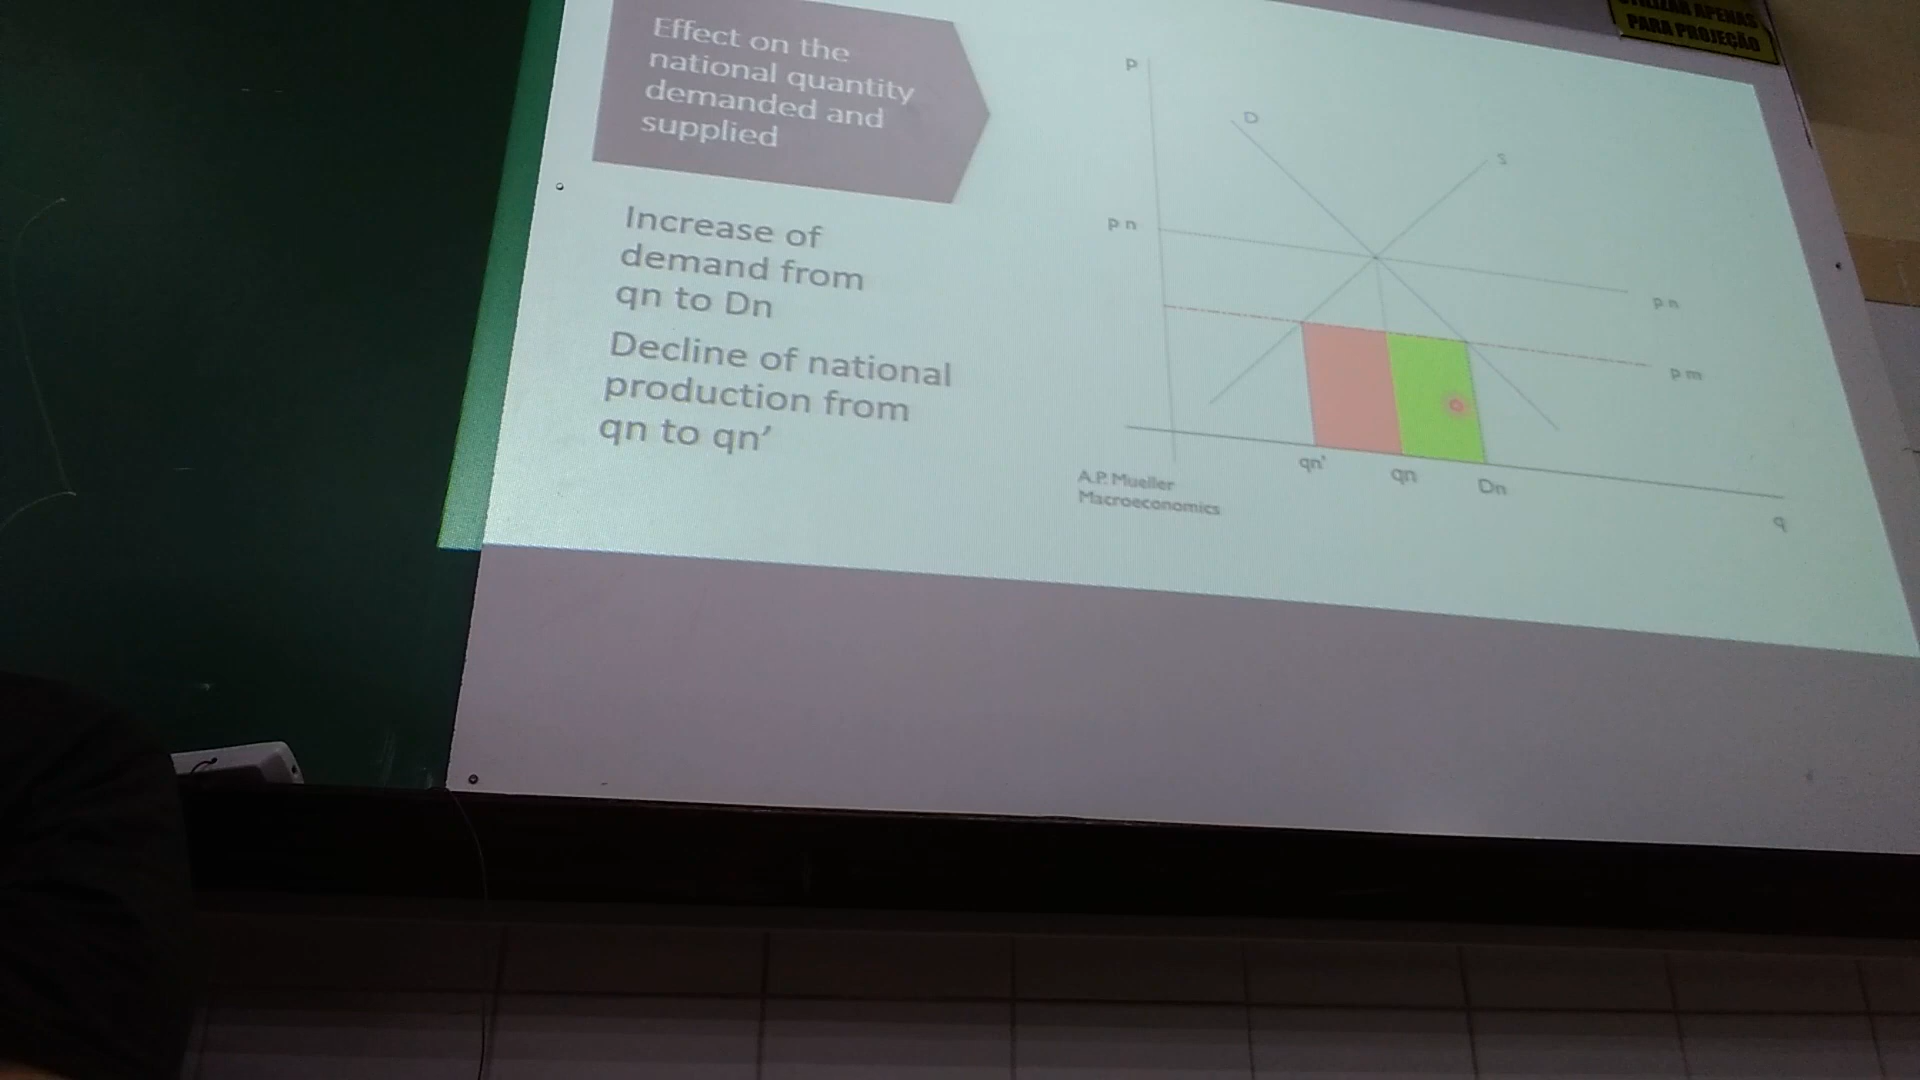 Effect on the
national quantity
demanded and
supplied
Increase of
demand from
qn to Dn
Decline of national
production from
qn to qn’
P
D
S
p n
p n
p m
qn'
qn
Dn
q
A.P. Mueller
Macroeconomics
UTILIZAR APENAS
PARA PROJEÇÃO